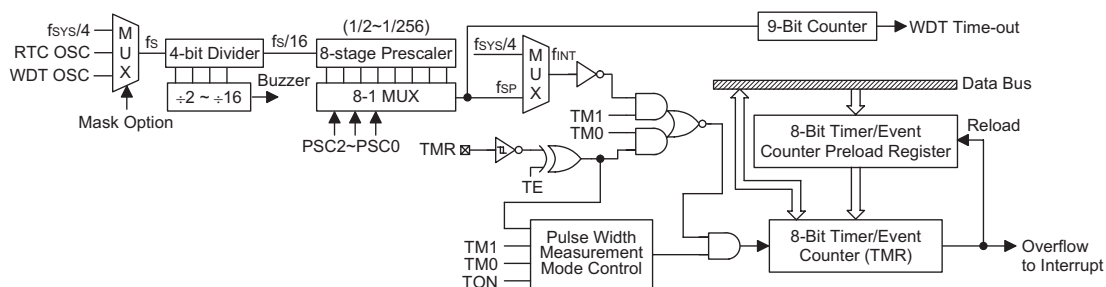 fSYS/4
RTC OSC
WDT OSC
M
U
X
Mask Option
fS
4-bit Divider
÷2 ~ ÷16
Buzzer
fS/16
(1/2~1/256)
8-stage Prescaler
8-1 MUX
PSC2~PSC0
fSYS/4
fSP
M
U
X
fINT
9-Bit Counter
WDT Time-out
TM1
TM0
TMR
TE
TM1
TM0
TON
Pulse Width
Measurement
Mode Control
Data Bus
8-Bit Timer/Event
Counter Preload Register
Reload
8-Bit Timer/Event
Counter (TMR)
Overflow
to Interrupt